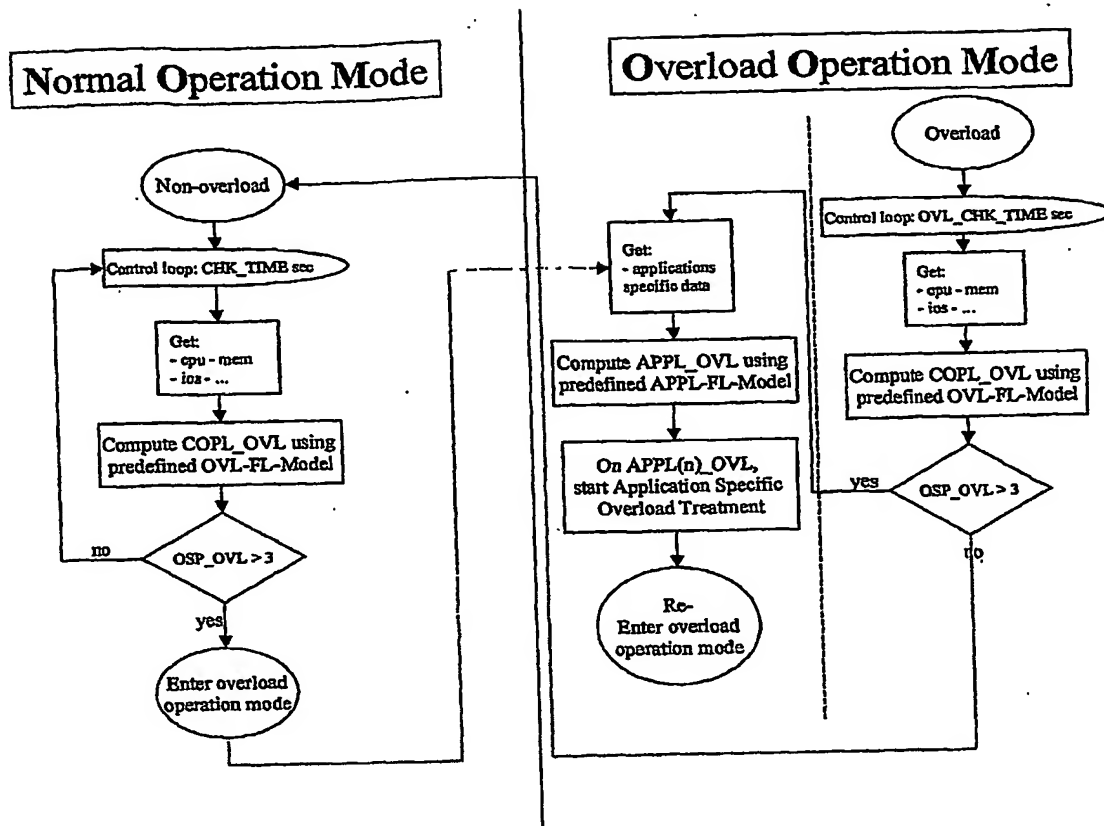 Normal Operation Mode
Non-overload
Control loop: CHK_TIME sec
Get:
- cpu - mem
- ios - ...
Compute COPL_OVL using
predefined OVL-FL-Model
no
OSP_OVL > 3
yes
Enter overload
operation mode
Overload Operation Mode
Get:
- applications
specific data
Compute APPL_OVL using
predefined APPL-FL-Model
On APPL(n)_OVL,
start Application Specific
Overload Treatment
Re-
Enter overload
operation mode
Overload
Control loop: OVL_CHK_TIME sec
Get:
- cpu - mem
- ios - ...
Compute COPL_OVL using
predefined OVL-FL-Model
yes
OSP_OVL > 3
no